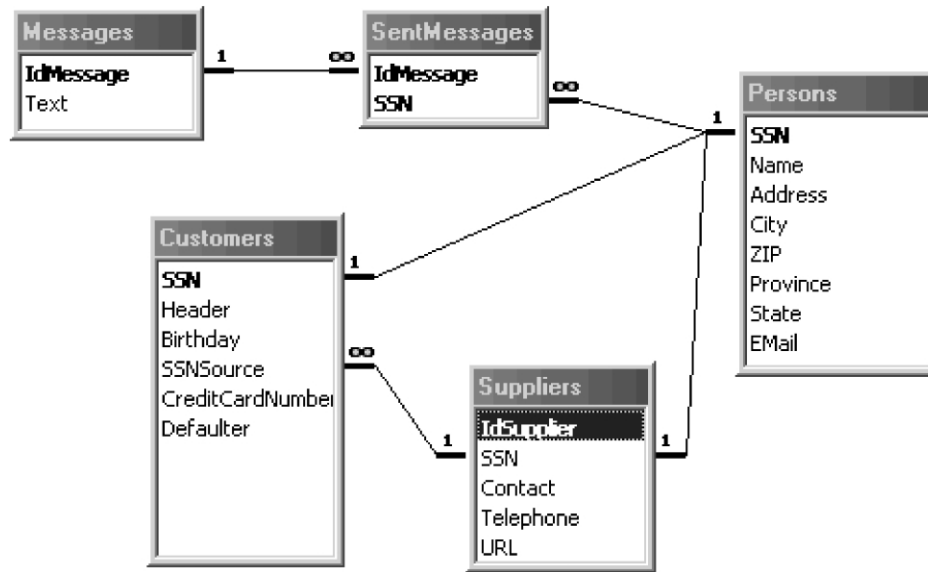 Messages
IdMessage
Text
1
∞
SentMessages
IdMessage
SSN
∞
1
Persons
SSN
Name
Address
City
ZIP
Province
State
EMail
Customers
SSN
Header
Birthday
SSNSource
CreditCardNumber
Defaulter
1
∞
1
Suppliers
IdSupplier
SSN
Contact
Telephone
URL
1